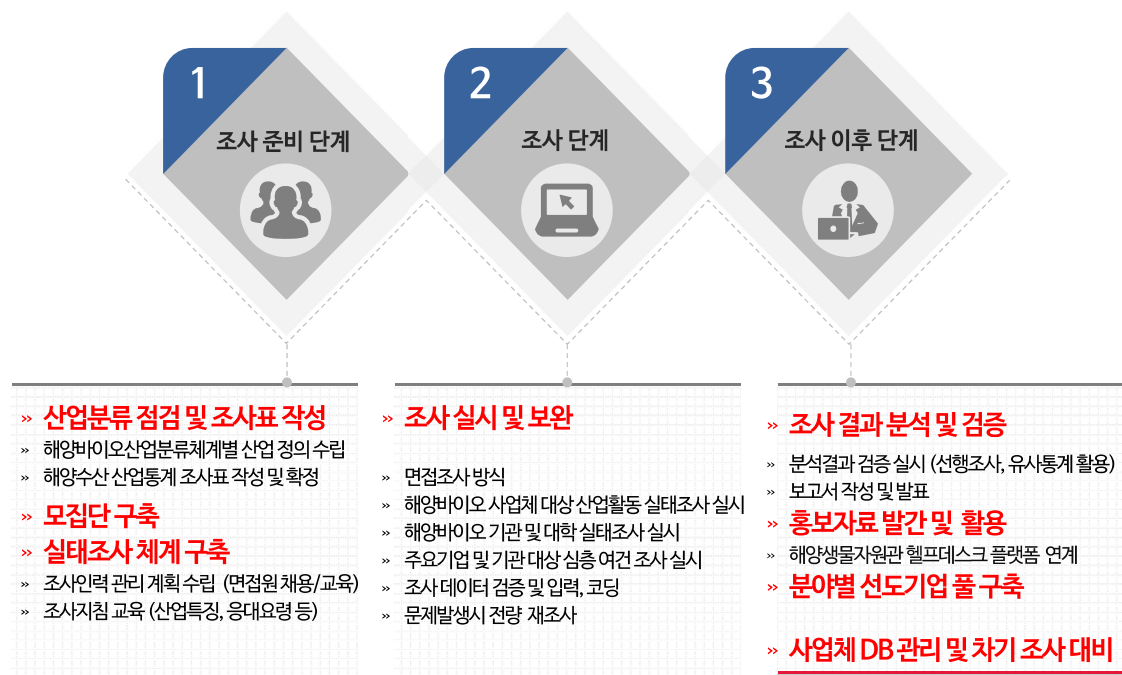 1
조사 준비 단계
2
조사 단계
3
조사 이후 단계
» 산업분류 점검 및 조사표 작성
» 해양바이오산업분류체계별 산업 정의 수립
» 해양수산 산업통계 조사표 작성 및 확정
» 모집단 구축
» 실태조사 체계 구축
» 조사인력 관리 계획 수립 (면접원 채용/교육)
» 조사지침 교육 (산업특징, 응대요령 등)
» 조사 실시 및 보완
» 면접조사 방식
» 해양바이오 사업체 대상 산업활동 실태조사 실시
» 해양바이오 기관 및 대학 실태조사 실시
» 주요기업 및 기관 대상 심층 여건 조사 실시
» 조사 데이터 검증 및 입력, 코딩
» 문제발생시 전량 재조사
» 조사 결과 분석 및 검증
» 분석결과 검증 실시 (선행조사, 유사통계 활용)
» 보고서 작성 및 발표
» 홍보자료 발간 및 활용
» 해양생물자원관 헬프데스크 플랫폼 연계
» 분야별 선도기업 풀 구축
» 사업체 DB 관리 및 차기 조사 대비